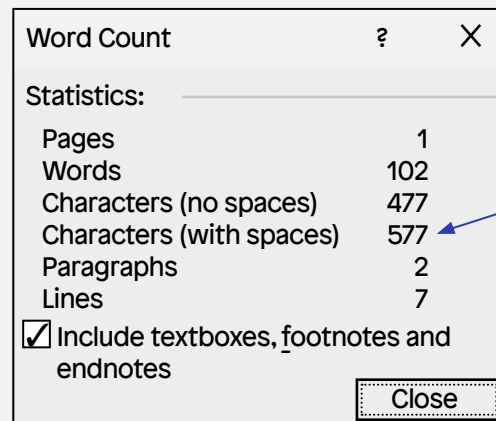 Word Count ? X
Statistics:
Pages 1
Words 102
Characters (no spaces) 477
Characters (with spaces) 577
Paragraphs 2
Lines 7
✓ Include textboxes, footnotes and
endnotes
Close